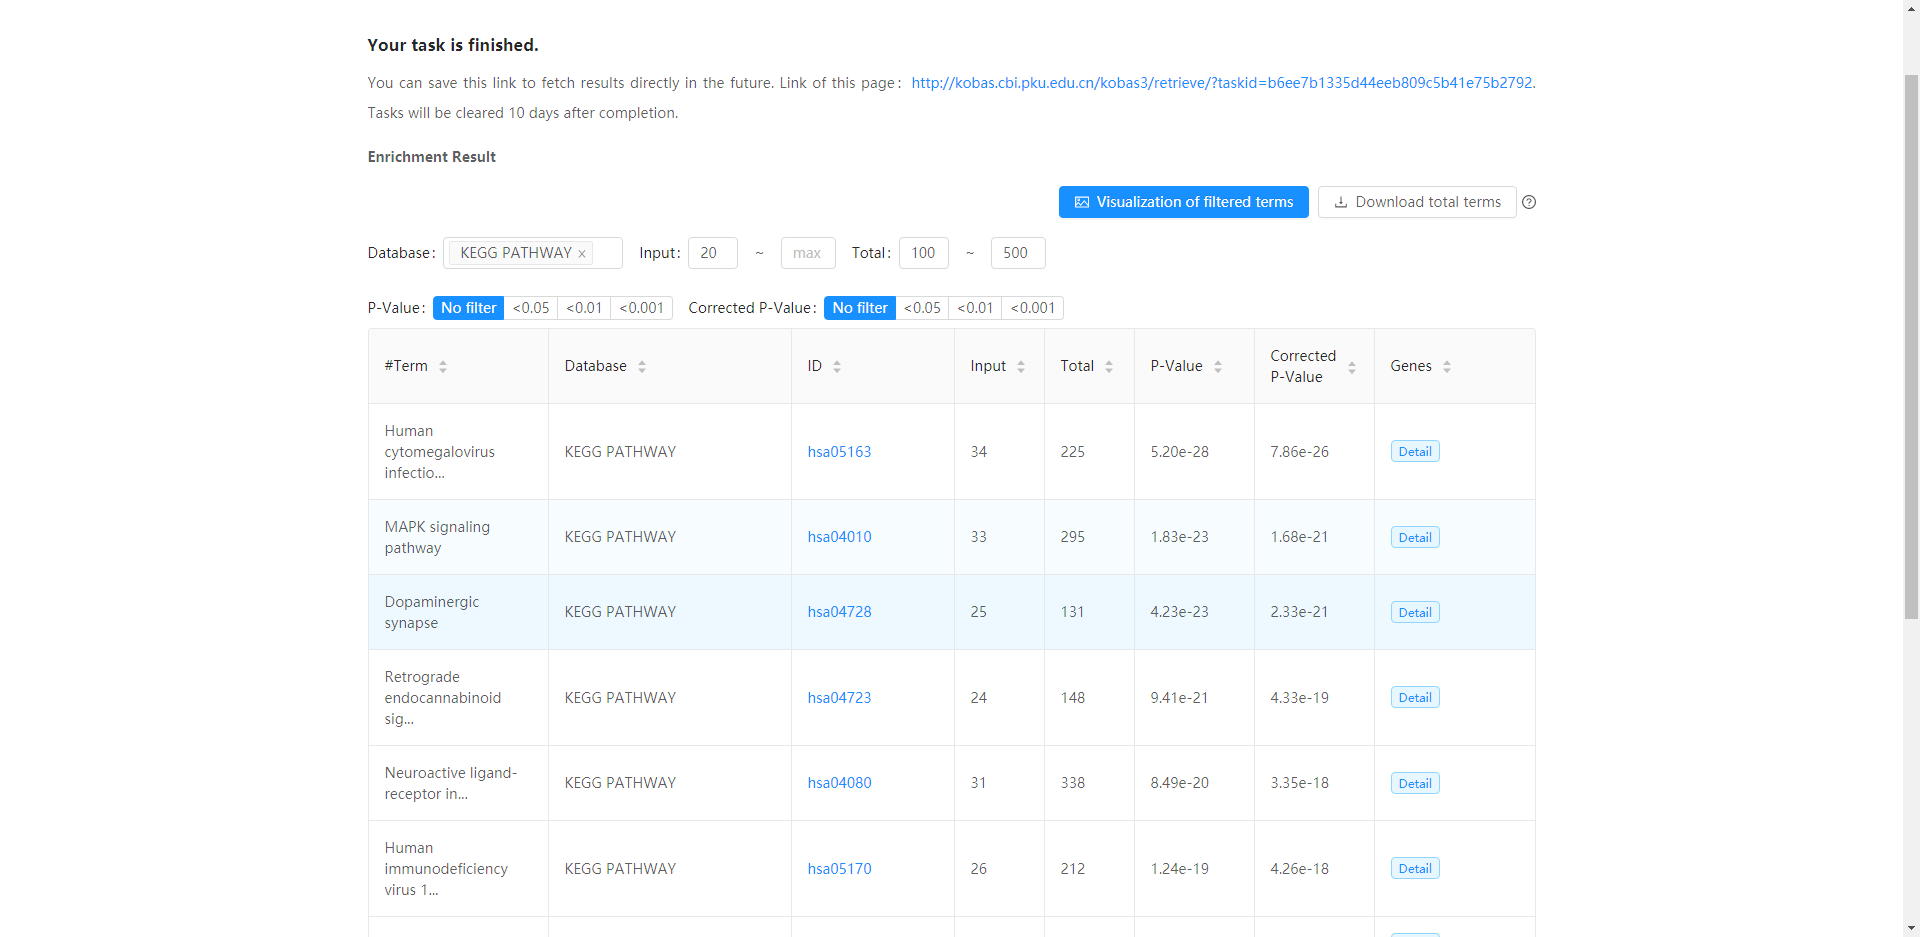 Your task is finished.
You can save this link to fetch results directly in the future. Link of this page: http://kobas.cbi.pku.edu.cn/kobas3/retrieve/?taskid=b6ee7b1335d44eeb809c5b41e75b2792.
Tasks will be cleared 10 days after completion.
Enrichment Result
Visualization of filtered terms Download total terms
Database: KEGG PATHWAY x Input: 20 ~ max Total: 100 ~ 500
P-Value: No filter <0.05 <0.01 <0.001 Corrected P-Value: No filter <0.05 <0.01 <0.001
#Term Database ID Input Total P-Value Corrected P-Value Genes
Human cytomegalovirus infectio... KEGG PATHWAY hsa05163 34 225 5.20e-28 7.86e-26 Detail
MAPK signaling pathway KEGG PATHWAY hsa04010 33 295 1.83e-23 1.68e-21 Detail
Dopaminergic synapse KEGG PATHWAY hsa04728 25 131 4.23e-23 2.33e-21 Detail
Retrograde endocannabinoid sig... KEGG PATHWAY hsa04723 24 148 9.41e-21 4.33e-19 Detail
Neuroactive ligand-receptor in... KEGG PATHWAY hsa04080 31 338 8.49e-20 3.35e-18 Detail
Human immunodeficiency virus 1... KEGG PATHWAY hsa05170 26 212 1.24e-19 4.26e-18 Detail